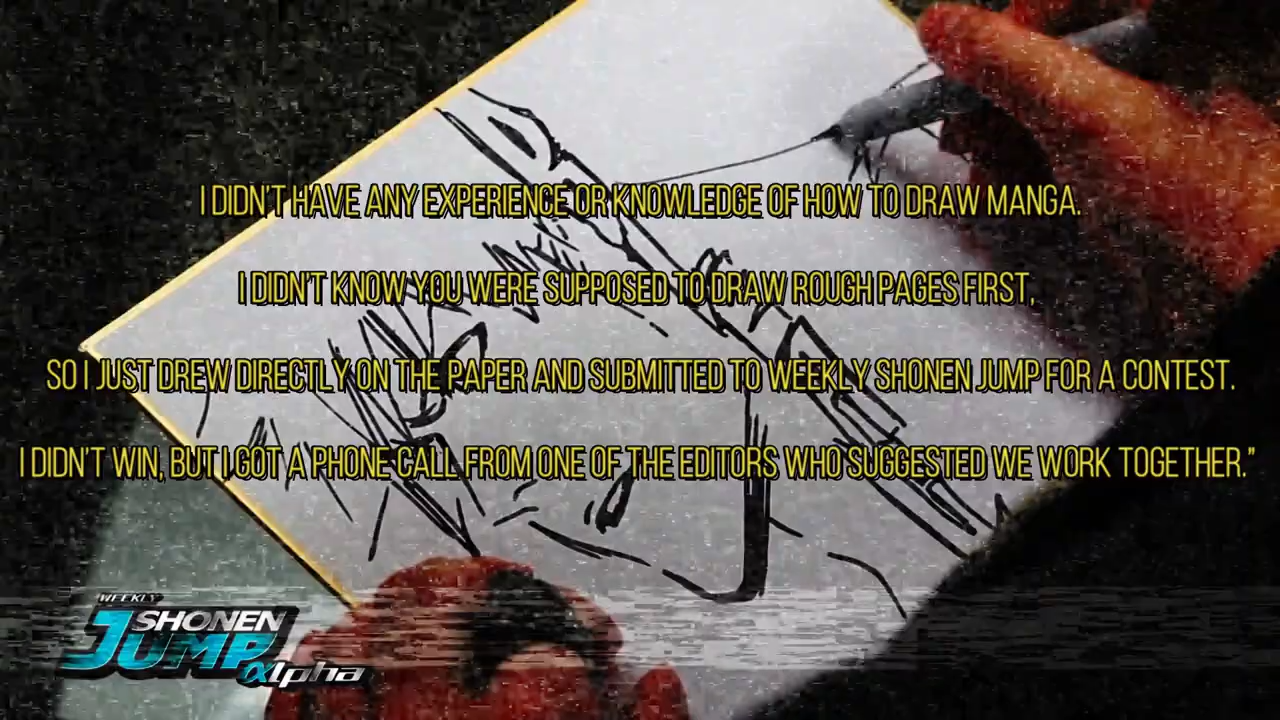 I DIDN'T HAVE ANY EXPERIENCE OR KNOWLEDGE OF HOW TO DRAW MANGA.
I DIDN'T KNOW YOU WERE SUPPOSED TO DRAW ROUGH PAGES FIRST,
SO I JUST DREW DIRECTLY ON THE PAPER AND SUBMITTED TO WEEKLY SHONEN JUMP FOR A CONTEST.
I DIDN'T WIN, BUT I GOT A PHONE CALL FROM ONE OF THE EDITORS WHO SUGGESTED WE WORK TOGETHER."
WEEKLY
SHONEN
JUMP
αlpha